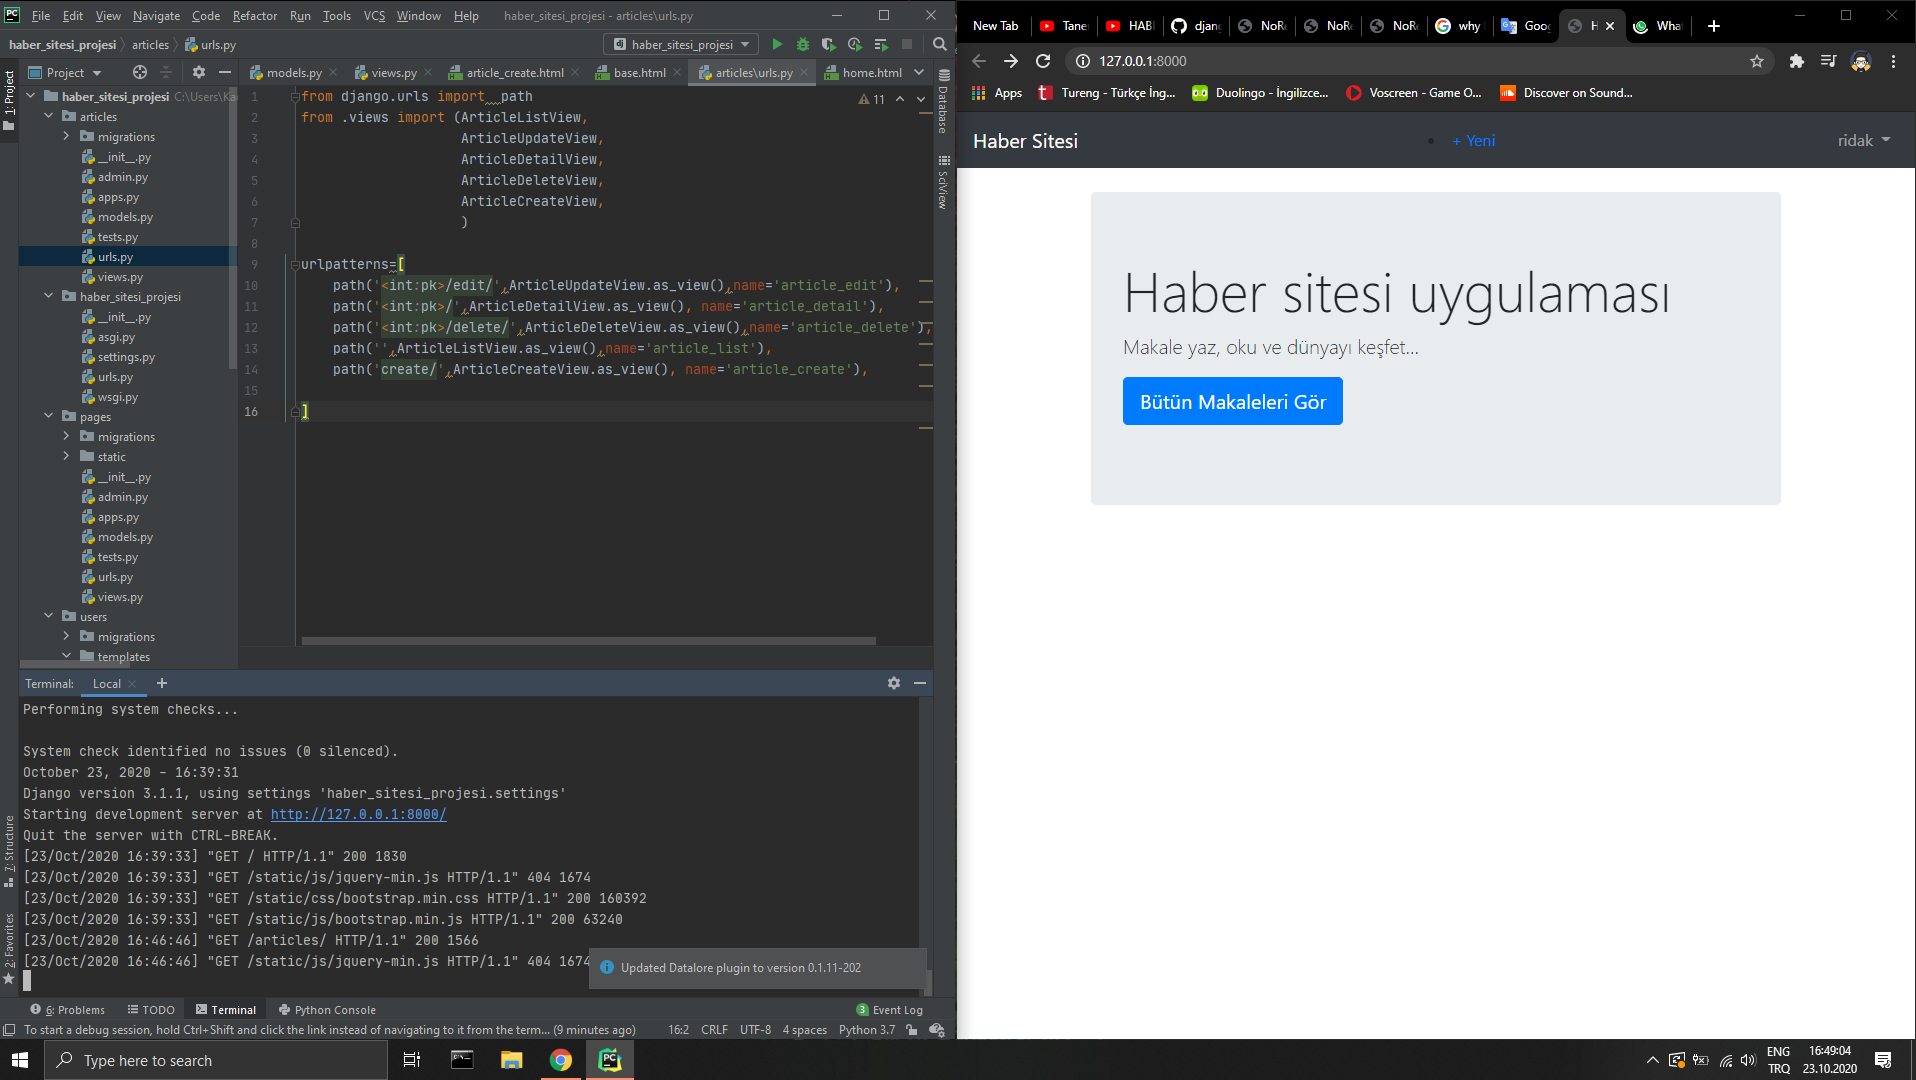 File Edit View Navigate Code Refactor Run Tools VCS Window Help haber_sitesi_projesi - articles\urls.py
haber_sitesi_projesi articles urls.py haber_sitesi_projesi
1: Project
Project
models.py views.py article_create.html base.html articles\urls.py home.html
haber_sitesi_projesi C:\Users\Ka
articles
migrations
__init__.py
admin.py
apps.py
models.py
tests.py
urls.py
views.py
haber_sitesi_projesi
__init__.py
asgi.py
settings.py
urls.py
wsgi.py
pages
migrations
static
__init__.py
admin.py
apps.py
models.py
tests.py
urls.py
views.py
users
migrations
templates
11
1 from django.urls import  path
2 from .views import (ArticleListView,
3 ArticleUpdateView,
4 ArticleDetailView,
5 ArticleDeleteView,
6 ArticleCreateView,
7 )
8
9 urlpatterns=[
10 path('<int:pk>/edit/',ArticleUpdateView.as_view(),name='article_edit'),
11 path('<int:pk>/',ArticleDetailView.as_view(), name='article_detail'),
12 path('<int:pk>/delete/',ArticleDeleteView.as_view(),name='article_delete'),
13 path('',ArticleListView.as_view(),name='article_list'),
14 path('create/',ArticleCreateView.as_view(), name='article_create'),
15
16 ]
Database
SciView
Terminal: Local
Performing system checks...
System check identified no issues (0 silenced).
October 23, 2020 - 16:39:31
Django version 3.1.1, using settings 'haber_sitesi_projesi.settings'
Starting development server at http://127.0.0.1:8000/
Quit the server with CTRL-BREAK.
[23/Oct/2020 16:39:33] "GET / HTTP/1.1" 200 1830
[23/Oct/2020 16:39:33] "GET /static/js/jquery-min.js HTTP/1.1" 404 1674
[23/Oct/2020 16:39:33] "GET /static/css/bootstrap.min.css HTTP/1.1" 200 160392
[23/Oct/2020 16:39:33] "GET /static/js/bootstrap.min.js HTTP/1.1" 200 63240
[23/Oct/2020 16:46:46] "GET /articles/ HTTP/1.1" 200 1566
[23/Oct/2020 16:46:46] "GET /static/js/jquery-min.js HTTP/1.1" 404 1674
Updated Datalore plugin to version 0.1.11-202
7: Structure
2: Favorites
6: Problems TODO Terminal Python Console 3 Event Log
To start a debug session, hold Ctrl+Shift and click the link instead of navigating to it from the term... (9 minutes ago) 16:2 CRLF UTF-8 4 spaces Python 3.7
New Tab Tane HABI djan NoRe NoRe NoRe why Goo H What
127.0.0.1:8000
Apps Tureng - Türkçe İng... Duolingo - İngilizce... Voscreen - Game O... Discover on Soun...
Haber Sitesi + Yeni ridak
Haber sitesi uygulaması
Makale yaz, oku ve dünyayı keşfet...
Bütün Makaleleri Gör
Type here to search
ENG 16:49:04
TRQ 23.10.2020